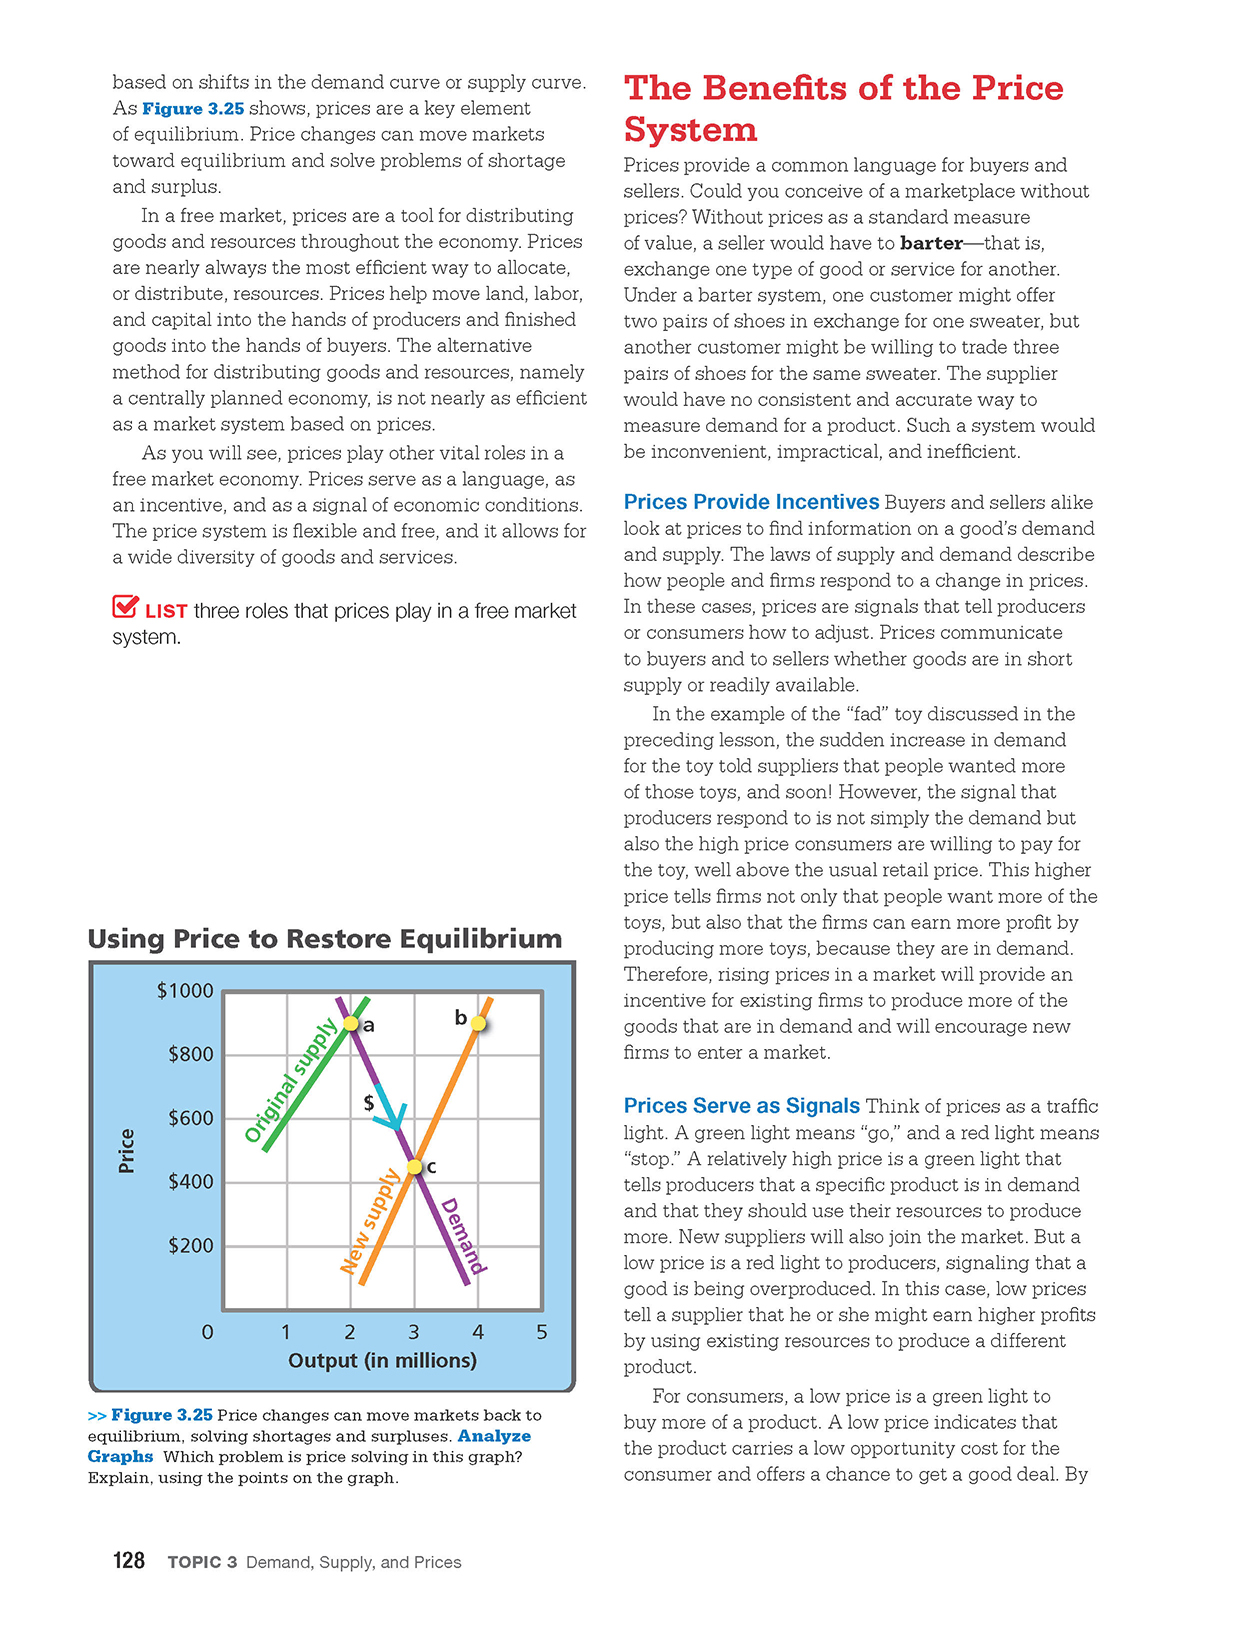 based on shifts in the demand curve or supply curve.
As Figure 3.25 shows, prices are a key element
of equilibrium. Price changes can move markets
toward equilibrium and solve problems of shortage
and surplus.
In a free market, prices are a tool for distributing
goods and resources throughout the economy. Prices
are nearly always the most efficient way to allocate,
or distribute, resources. Prices help move land, labor,
and capital into the hands of producers and finished
goods into the hands of buyers. The alternative
method for distributing goods and resources, namely
a centrally planned economy, is not nearly as efficient
as a market system based on prices.
As you will see, prices play other vital roles in a
free market economy. Prices serve as a language, as
an incentive, and as a signal of economic conditions.
The price system is flexible and free, and it allows for
a wide diversity of goods and services.
LIST three roles that prices play in a free market
system.
Using Price to Restore Equilibrium
$1000
$800
$600
$400
$200
Price
Original supply
a
b
$
c
New supply
Demand
0 1 2 3 4 5
Output (in millions)
>> Figure 3.25 Price changes can move markets back to
equilibrium, solving shortages and surpluses. Analyze
Graphs Which problem is price solving in this graph?
Explain, using the points on the graph.
The Benefits of the Price
System
Prices provide a common language for buyers and
sellers. Could you conceive of a marketplace without
prices? Without prices as a standard measure
of value, a seller would have to barter—that is,
exchange one type of good or service for another.
Under a barter system, one customer might offer
two pairs of shoes in exchange for one sweater, but
another customer might be willing to trade three
pairs of shoes for the same sweater. The supplier
would have no consistent and accurate way to
measure demand for a product. Such a system would
be inconvenient, impractical, and inefficient.
Prices Provide Incentives Buyers and sellers alike
look at prices to find information on a good's demand
and supply. The laws of supply and demand describe
how people and firms respond to a change in prices.
In these cases, prices are signals that tell producers
or consumers how to adjust. Prices communicate
to buyers and to sellers whether goods are in short
supply or readily available.
In the example of the “fad” toy discussed in the
preceding lesson, the sudden increase in demand
for the toy told suppliers that people wanted more
of those toys, and soon! However, the signal that
producers respond to is not simply the demand but
also the high price consumers are willing to pay for
the toy, well above the usual retail price. This higher
price tells firms not only that people want more of the
toys, but also that the firms can earn more profit by
producing more toys, because they are in demand.
Therefore, rising prices in a market will provide an
incentive for existing firms to produce more of the
goods that are in demand and will encourage new
firms to enter a market.
Prices Serve as Signals Think of prices as a traffic
light. A green light means “go,” and a red light means
“stop.” A relatively high price is a green light that
tells producers that a specific product is in demand
and that they should use their resources to produce
more. New suppliers will also join the market. But a
low price is a red light to producers, signaling that a
good is being overproduced. In this case, low prices
tell a supplier that he or she might earn higher profits
by using existing resources to produce a different
product.
For consumers, a low price is a green light to
buy more of a product. A low price indicates that
the product carries a low opportunity cost for the
consumer and offers a chance to get a good deal. By
128 TOPIC 3 Demand, Supply, and Prices